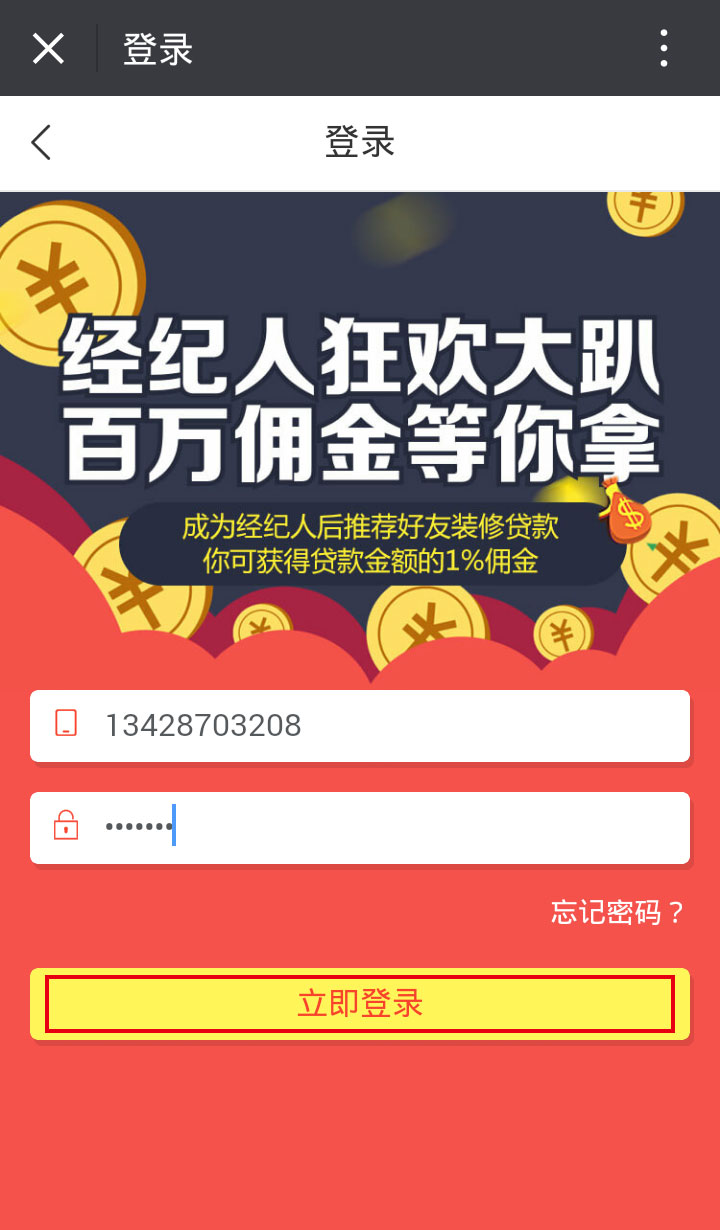 登录
登录
经纪人狂欢大趴
百万佣金等你拿
成为经纪人后推荐好友装修贷款
你可获得贷款金额的1%佣金
13428703208
•••••••
忘记密码？
立即登录